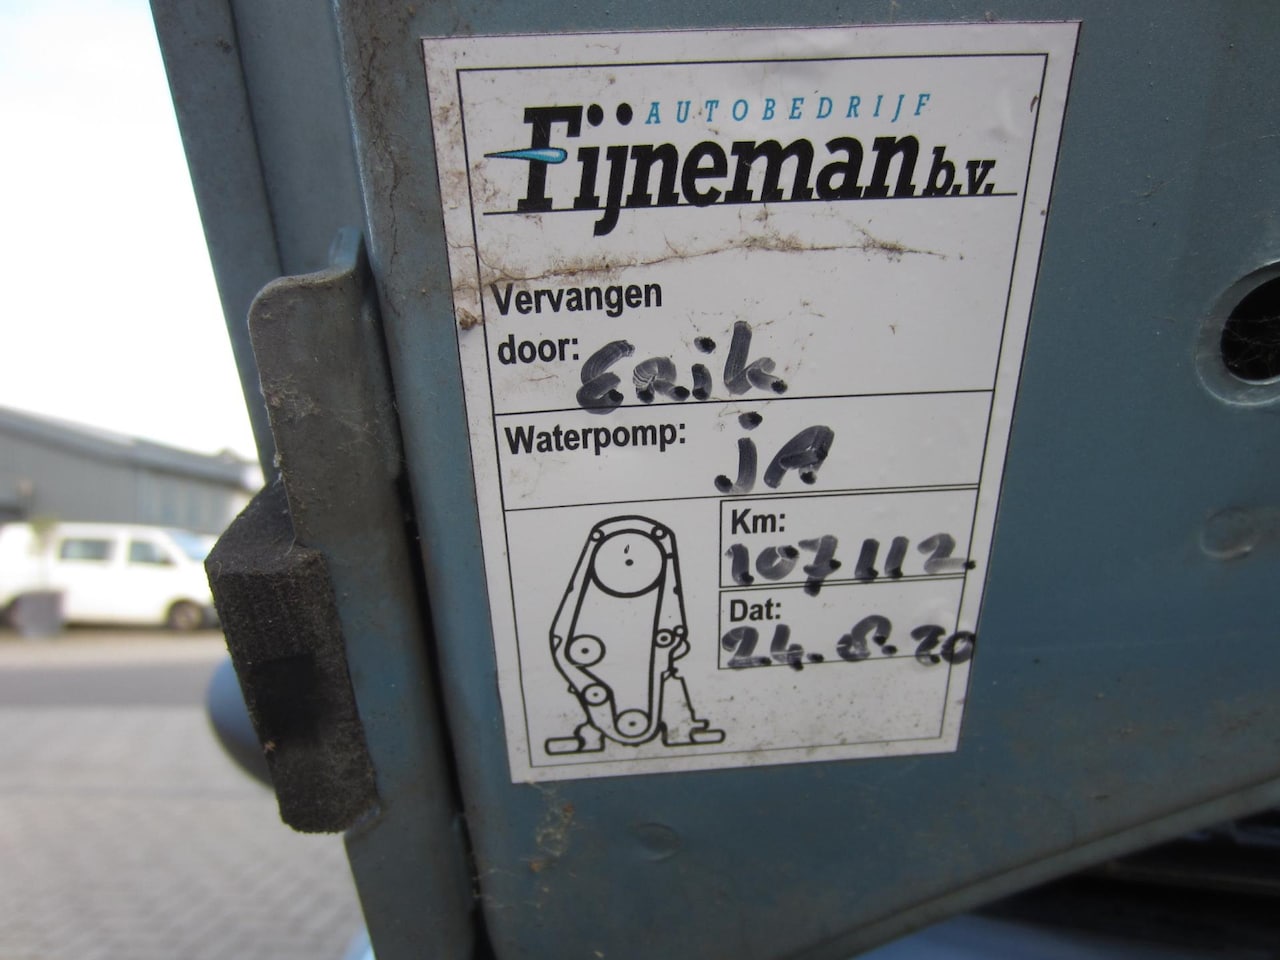 AUTOBEDRIJF
Fijneman b.v.
Vervangen
door: Erik
Waterpomp: ja
Km:
107112
Dat:
24.8.20